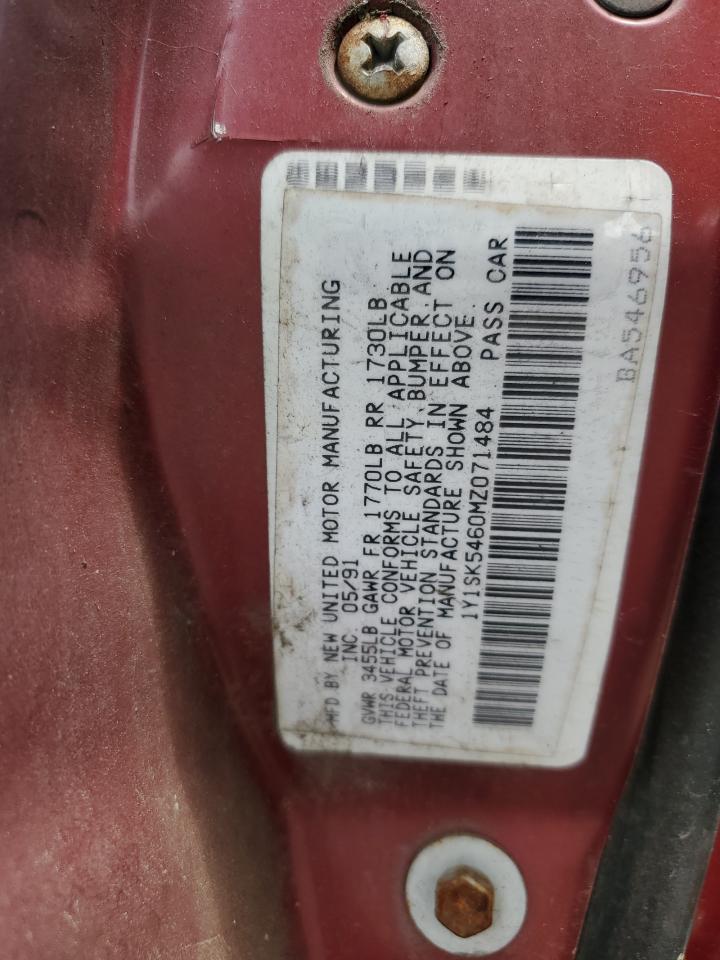 MFD BY NEW UNITED MOTOR MANUFACTURING
INC. 05/91
GVWR 3455LB GAWR FR 1770LB RR 1730LB
THIS VEHICLE CONFORMS TO ALL APPLICABLE
FEDERAL MOTOR VEHICLE SAFETY, BUMPER, AND
THEFT PREVENTION STANDARDS IN EFFECT ON
THE DATE OF MANUFACTURE SHOWN ABOVE.
1Y1SK5460MZ071484 PASS CAR
BA546956